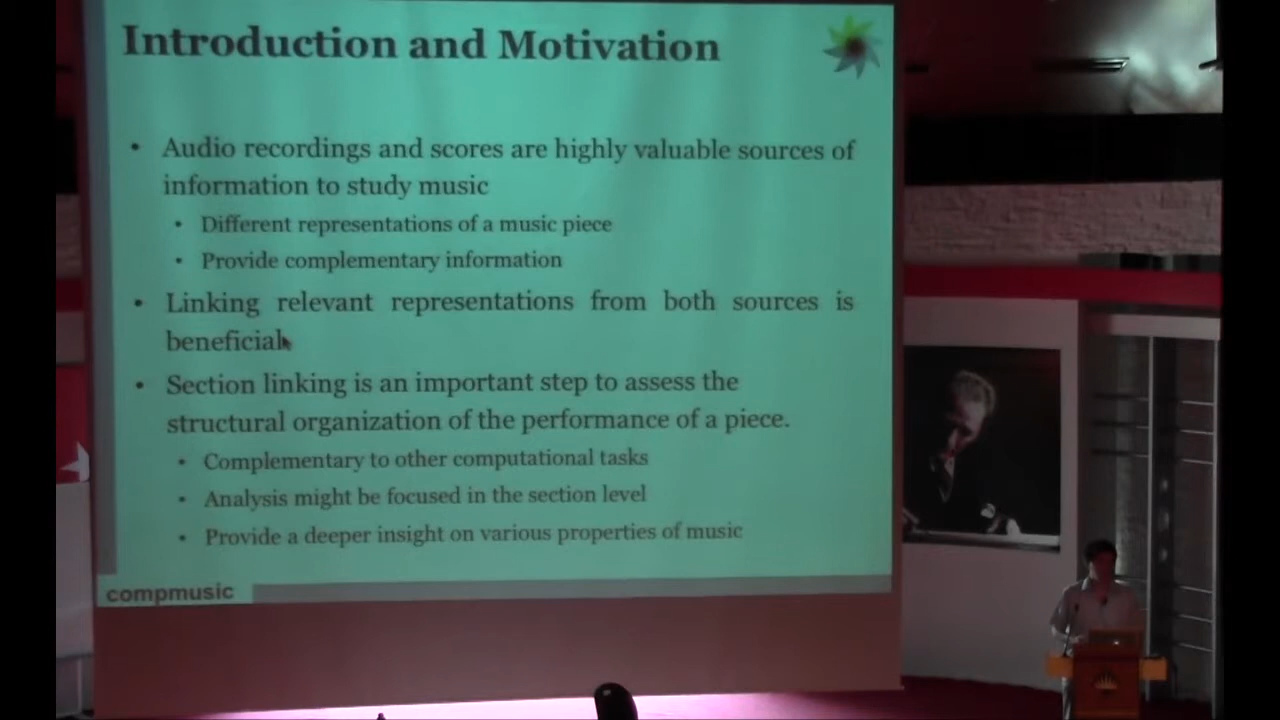 Introduction and Motivation
• Audio recordings and scores are highly valuable sources of
information to study music
• Different representations of a music piece
• Provide complementary information
• Linking relevant representations from both sources is
beneficial
• Section linking is an important step to assess the
structural organization of the performance of a piece.
• Complementary to other computational tasks
• Analysis might be focused in the section level
• Provide a deeper insight on various properties of music
compmusic